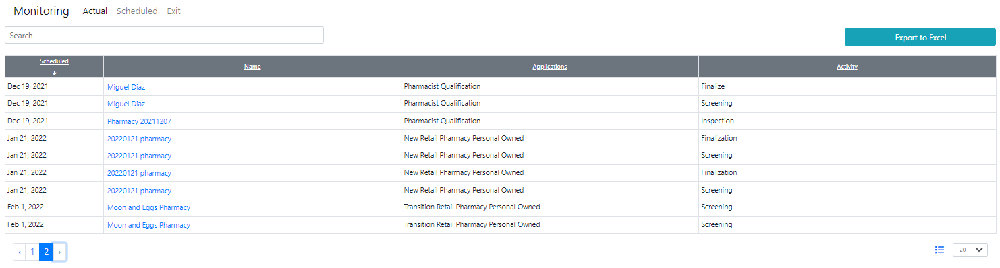 Monitoring Actual Scheduled Exit
Search
Export to Excel
Scheduled Name Applications Activity
Dec 19, 2021 Miguel Diaz Pharmacist Qualification Finalize
Dec 19, 2021 Miguel Diaz Pharmacist Qualification Screening
Dec 19, 2021 Pharmacy 20211207 Pharmacist Qualification Inspection
Jan 21, 2022 20220121 pharmacy New Retail Pharmacy Personal Owned Finalization
Jan 21, 2022 20220121 pharmacy New Retail Pharmacy Personal Owned Screening
Jan 21, 2022 20220121 pharmacy New Retail Pharmacy Personal Owned Finalization
Jan 21, 2022 20220121 pharmacy New Retail Pharmacy Personal Owned Screening
Feb 1, 2022 Moon and Eggs Pharmacy Transition Retail Pharmacy Personal Owned Screening
Feb 1, 2022 Moon and Eggs Pharmacy Transition Retail Pharmacy Personal Owned Screening
‹ 1 2 › 20